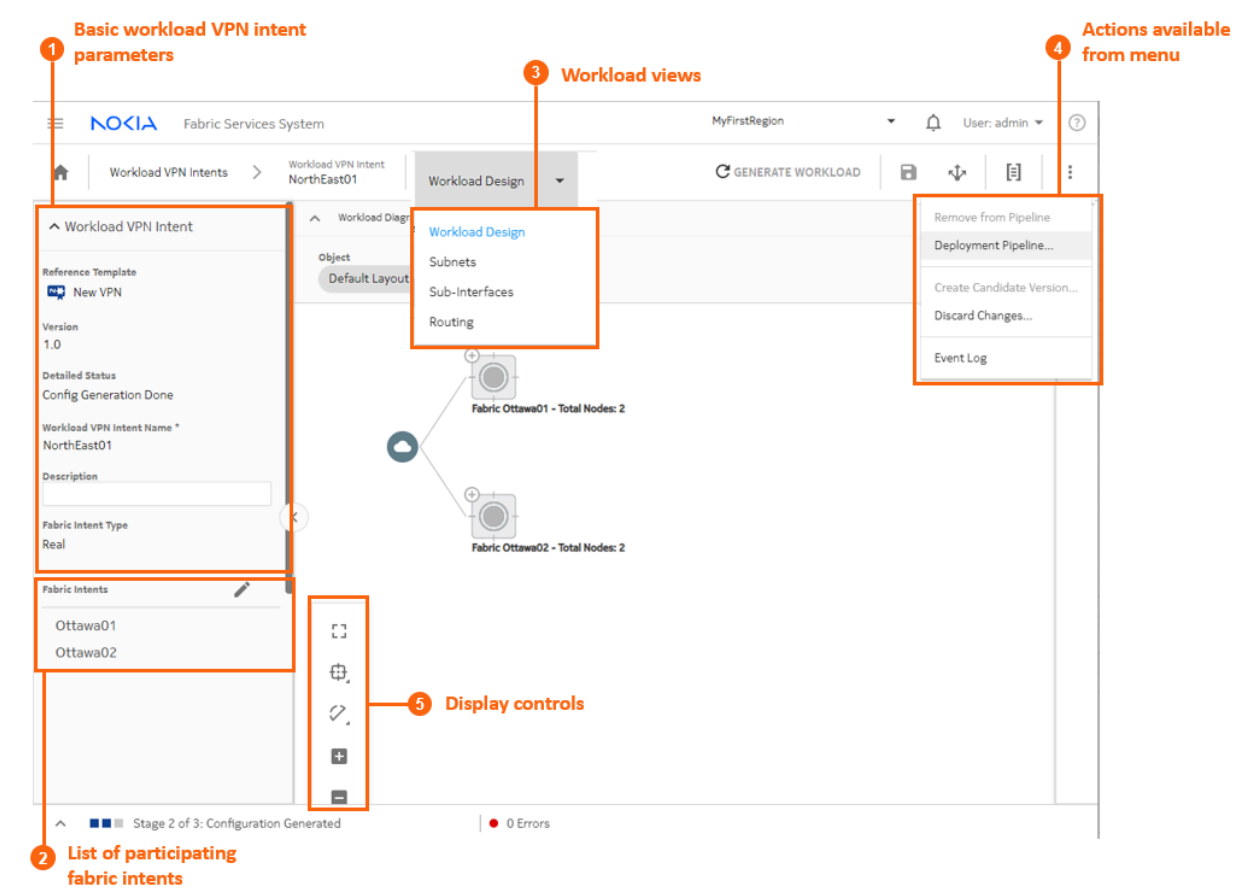 Basic workload VPN intent
parameters
1
Actions available
from menu
4
3
Workload views
NOKIA
Fabric Services System
MyFirstRegion
User: admin
?
Workload VPN Intents
Workload VPN Intent
NorthEast01
Workload Design
GENERATE WORKLOAD
Workload VPN Intent
Reference Template
New VPN
Version
1.0
Detailed Status
Config Generation Done
Workload VPN Intent Name *
NorthEast01
Description
Fabric Intent Type
Real
Fabric Intents
Ottawa01
Ottawa02
Workload Diagr
Object
Default Layout
Workload Design
Subnets
Sub-Interfaces
Routing
Remove from Pipeline
Deployment Pipeline...
Create Candidate Version...
Discard Changes...
Event Log
Fabric Ottawa01 - Total Nodes: 2
Fabric Ottawa02 - Total Nodes: 2
5
Display controls
Stage 2 of 3: Configuration Generated
0 Errors
2
List of participating
fabric intents